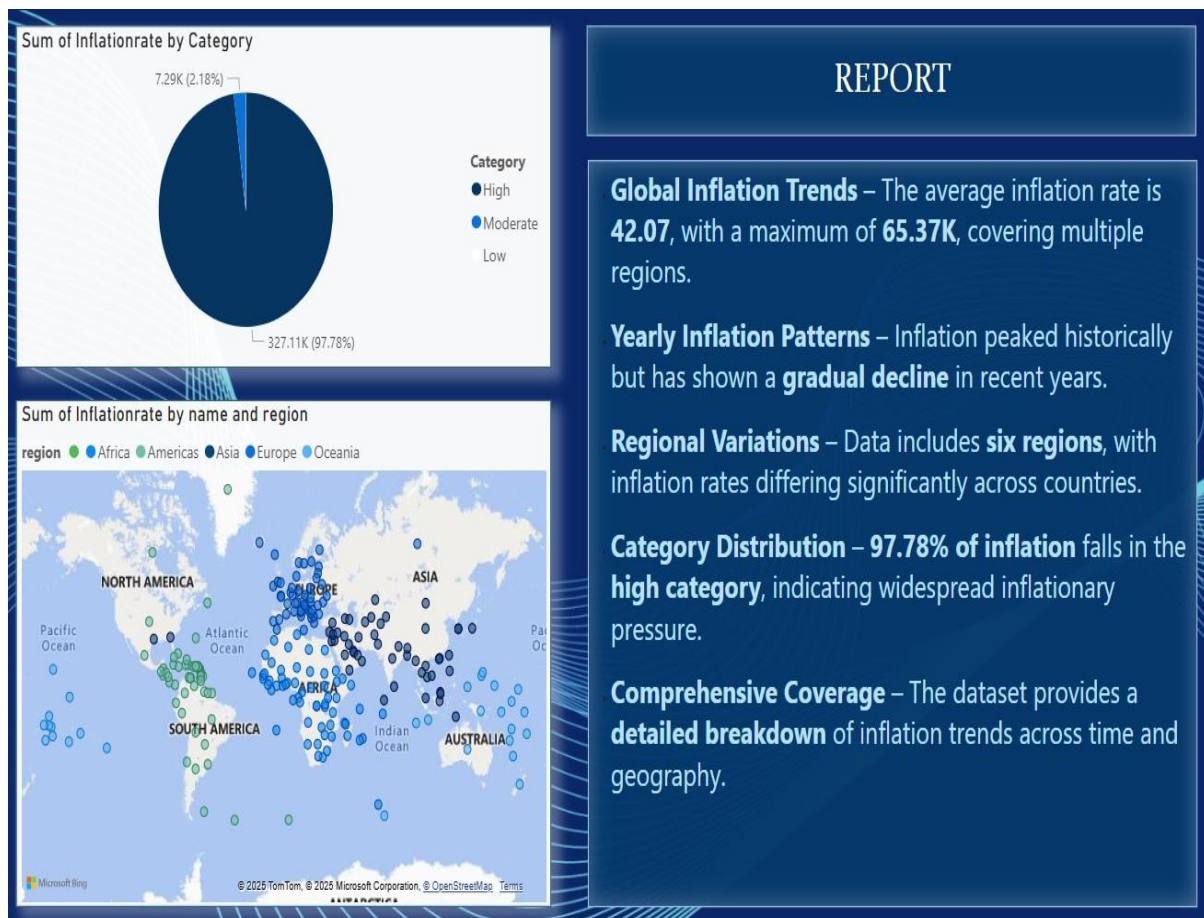 Sum of Inflationrate by Category
7.29K (2.18%)
Category
High
Moderate
Low
327.11K (97.78%)
Sum of Inflationrate by name and region
region Africa Americas Asia Europe Oceania
NORTH AMERICA
EUROPE
ASIA
Pacific
Ocean
Atlantic
Ocean
Pac
Oc
AFRICA
SOUTH AMERICA
Indian
Ocean
AUSTRALIA
Microsoft Bing
© 2025 TomTom, © 2025 Microsoft Corporation, © OpenStreetMap Terms
ANTARCTICA
REPORT
Global Inflation Trends – The average inflation rate is
42.07, with a maximum of 65.37K, covering multiple
regions.
Yearly Inflation Patterns – Inflation peaked historically
but has shown a gradual decline in recent years.
Regional Variations – Data includes six regions, with
inflation rates differing significantly across countries.
Category Distribution – 97.78% of inflation falls in the
high category, indicating widespread inflationary
pressure.
Comprehensive Coverage – The dataset provides a
detailed breakdown of inflation trends across time and
geography.